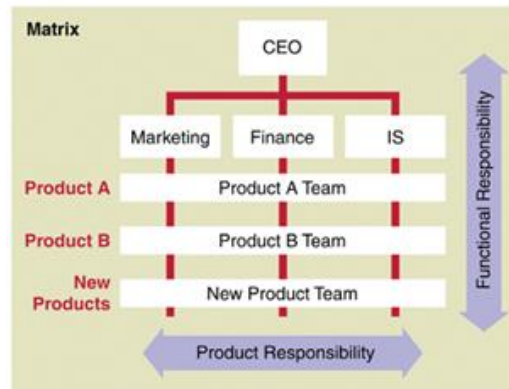 Matrix
CEO
Marketing
Finance
IS
Product A
Product A Team
Product B
Product B Team
New
Products
New Product Team
Product Responsibility
Functional Responsibility